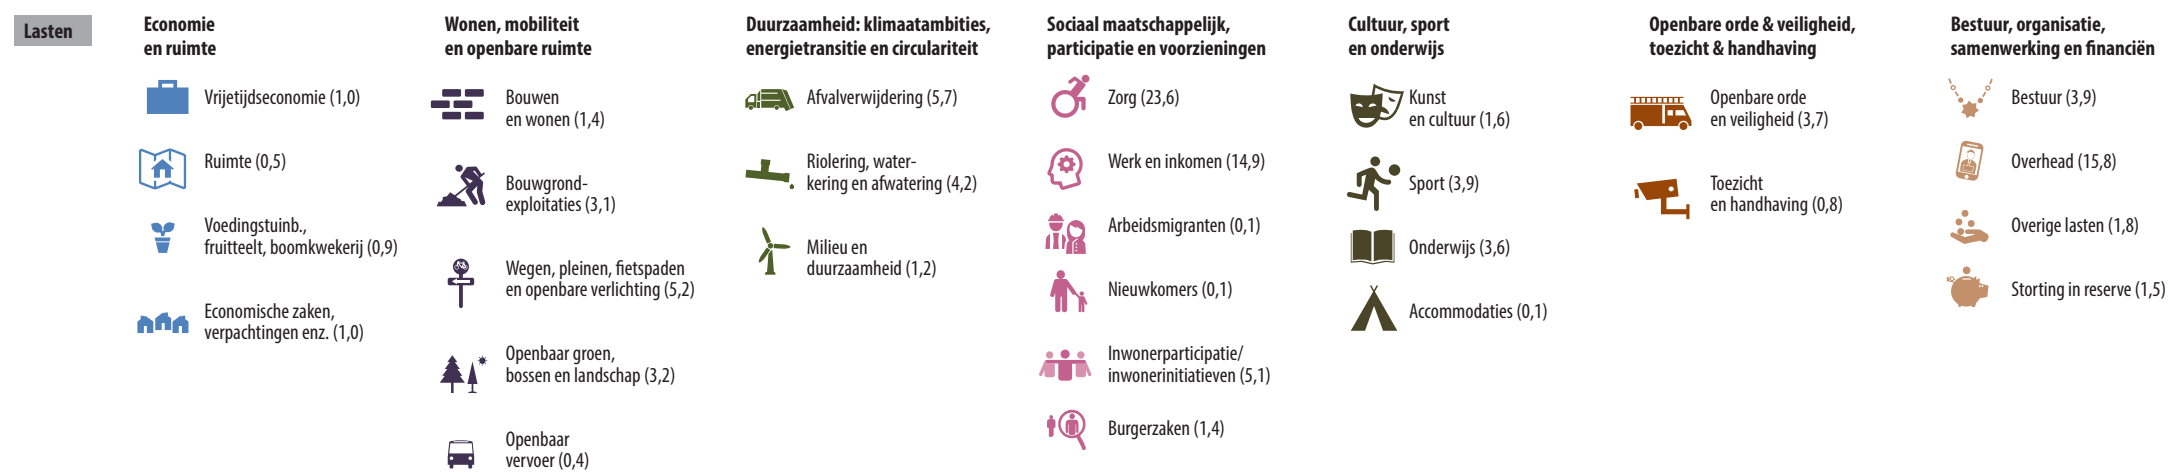 Lasten
Economie
en ruimte
Vrijetijdseconomie (1,0)
Ruimte (0,5)
Voedingstuinb.,
fruitteelt, boomkwekerij (0,9)
Economische zaken,
verpachtingen enz. (1,0)
Wonen, mobiliteit
en openbare ruimte
Bouwen
en wonen (1,4)
Bouwgrond-
exploitaties (3,1)
Wegen, pleinen, fietspaden
en openbare verlichting (5,2)
Openbaar groen,
bossen en landschap (3,2)
Openbaar
vervoer (0,4)
Duurzaamheid: klimaatambities,
energietransitie en circulariteit
Afvalverwijdering (5,7)
Riolering, water-
kering en afwatering (4,2)
Milieu en
duurzaamheid (1,2)
Sociaal maatschappelijk,
participatie en voorzieningen
Zorg (23,6)
Werk en inkomen (14,9)
Arbeidsmigranten (0,1)
Nieuwkomers (0,1)
Inwonerparticipatie/
inwonerinitiatieven (5,1)
Burgerzaken (1,4)
Cultuur, sport
en onderwijs
Kunst
en cultuur (1,6)
Sport (3,9)
Onderwijs (3,6)
Accommodaties (0,1)
Openbare orde & veiligheid,
toezicht & handhaving
Openbare orde
en veiligheid (3,7)
Toezicht
en handhaving (0,8)
Bestuur, organisatie,
samenwerking en financiën
Bestuur (3,9)
Overhead (15,8)
Overige lasten (1,8)
Storting in reserve (1,5)